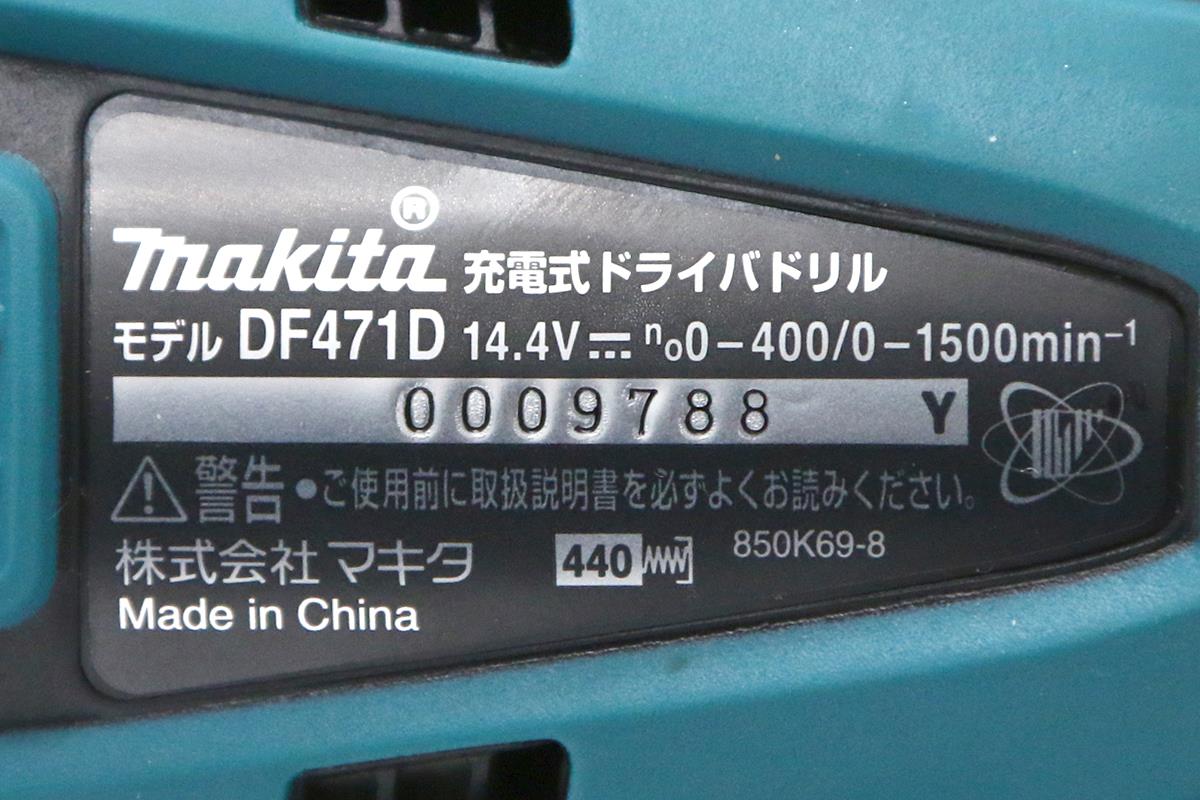 makita® 充電式ドライバドリル
モデル DF471D 14.4V⎓ n₀0-400/0-1500min⁻¹
0009788 Y
⚠警告 ●ご使用前に取扱説明書を必ずよくお読みください。
株式会社マキタ 440 850K69-8
Made in China